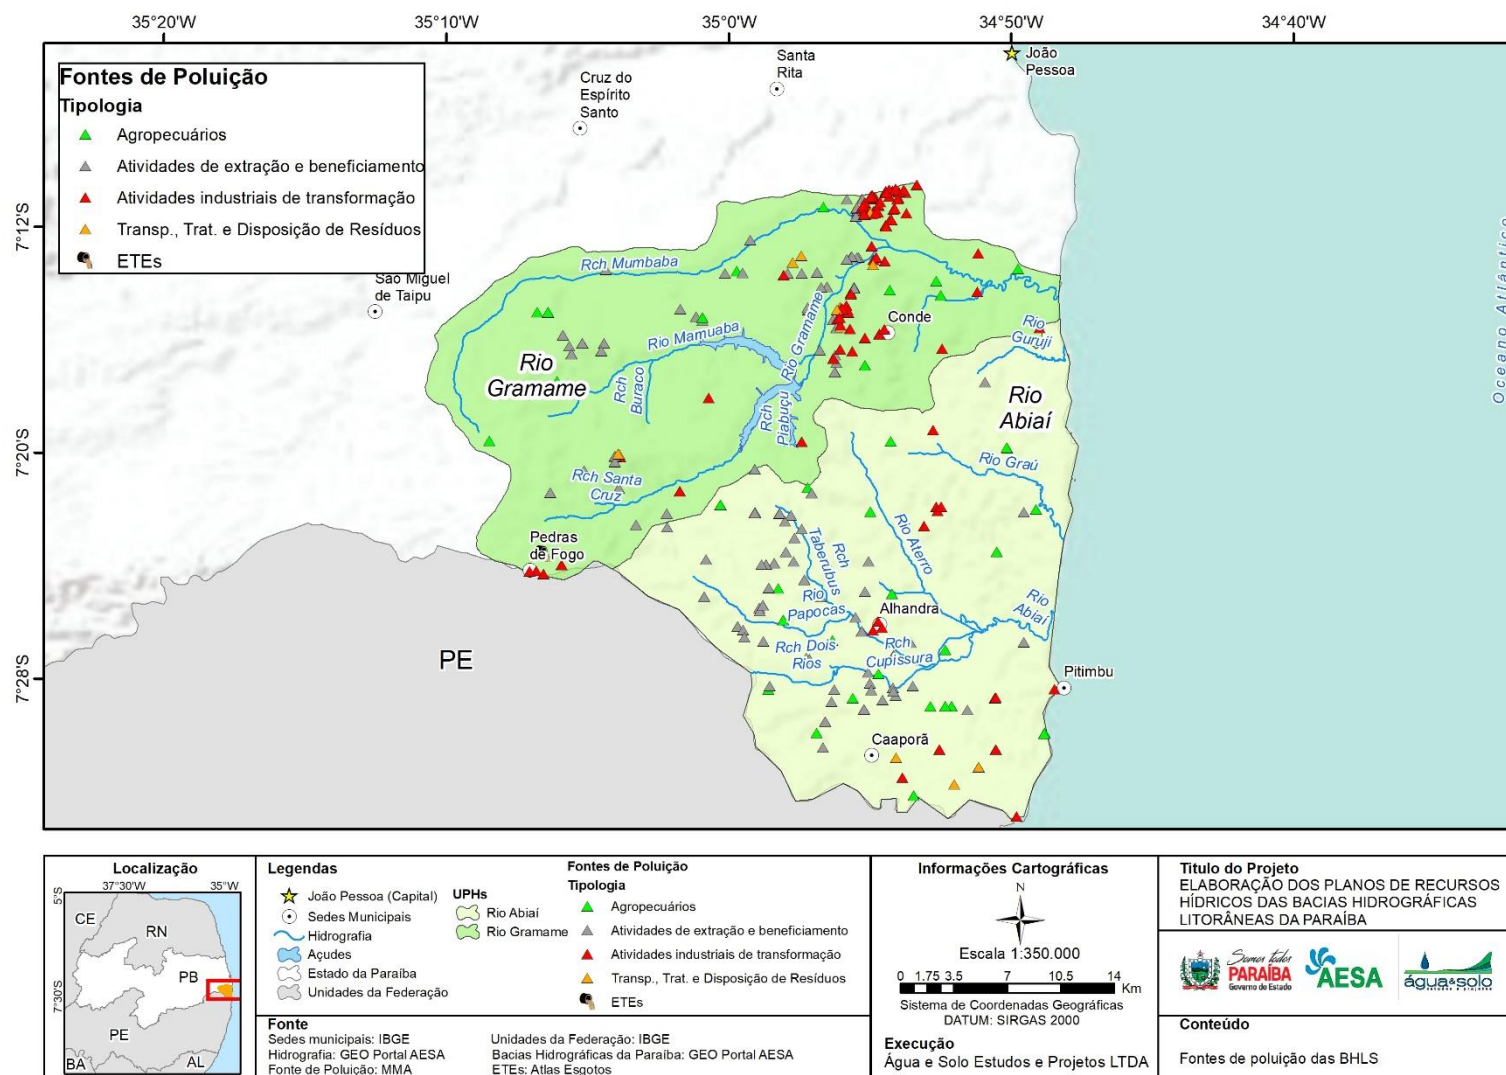 35°20'W
35°10'W
35°0'W
34°50'W
34°40'W
Fontes de Poluição
Tipologia
Agropecuários
Atividades de extração e beneficiamento
Atividades industriais de transformação
Transp., Trat. e Disposição de Resíduos
ETEs
Santa
Rita
João
Pessoa
Cruz do
Espírito
Santo
7°12'S
São Miguel
de Taipu
Rch Mumbaba
Rio Mamuaba
Rio Gramame
Conde
Rio
Guruji
Oceano Atlântico
Rio
Gramame
Rch
Buraco
Rch
Piabuçu
Rio
Abiaí
7°20'S
Rio Graú
Rch Santa
Cruz
Pedras
de Fogo
Rch
Taberubus
Rio Aterro
Rio
Papocas
Alhandra
Rio
Abiaí
PE
Rch Dois
Rios
Rch
Cupissura
7°28'S
Pitimbu
Caaporã
Localização
37°30'W
35°W
5°S
7°30'S
CE
RN
PB
PE
BA
AL
Legendas
João Pessoa (Capital)
Sedes Municipais
Hidrografia
Açudes
Estado da Paraíba
Unidades da Federação
UPHs
Rio Abiaí
Rio Gramame
Fontes de Poluição
Tipologia
Agropecuários
Atividades de extração e beneficiamento
Atividades industriais de transformação
Transp., Trat. e Disposição de Resíduos
ETEs
Fonte
Sedes municipais: IBGE
Hidrografia: GEO Portal AESA
Fonte de Poluição: MMA
Unidades da Federação: IBGE
Bacias Hidrográficas da Paraíba: GEO Portal AESA
ETEs: Atlas Esgotos
Informações Cartográficas
N
Escala 1:350.000
0 1.75 3.5 7 10.5 14
Km
Sistema de Coordenadas Geográficas
DATUM: SIRGAS 2000
Execução
Água e Solo Estudos e Projetos LTDA
Titulo do Projeto
ELABORAÇÃO DOS PLANOS DE RECURSOS
HÍDRICOS DAS BACIAS HIDROGRÁFICAS
LITORÂNEAS DA PARAÍBA
Somos todos
PARAÍBA
Governo do Estado
AESA
água&solo
Conteúdo
Fontes de poluição das BHLS